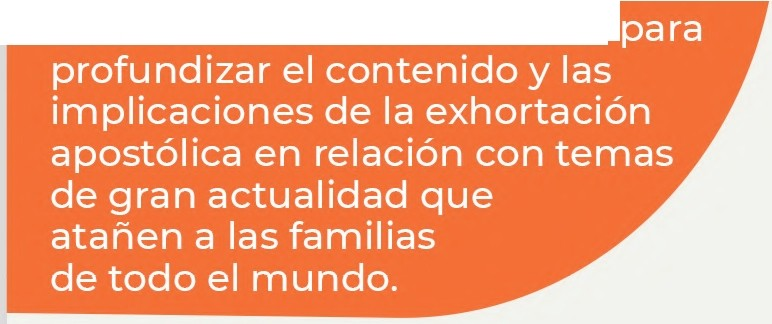 para
profundizar el contenido y las
implicaciones de la exhortación
apostólica en relación con temas
de gran actualidad que
atañen a las familias
de todo el mundo.